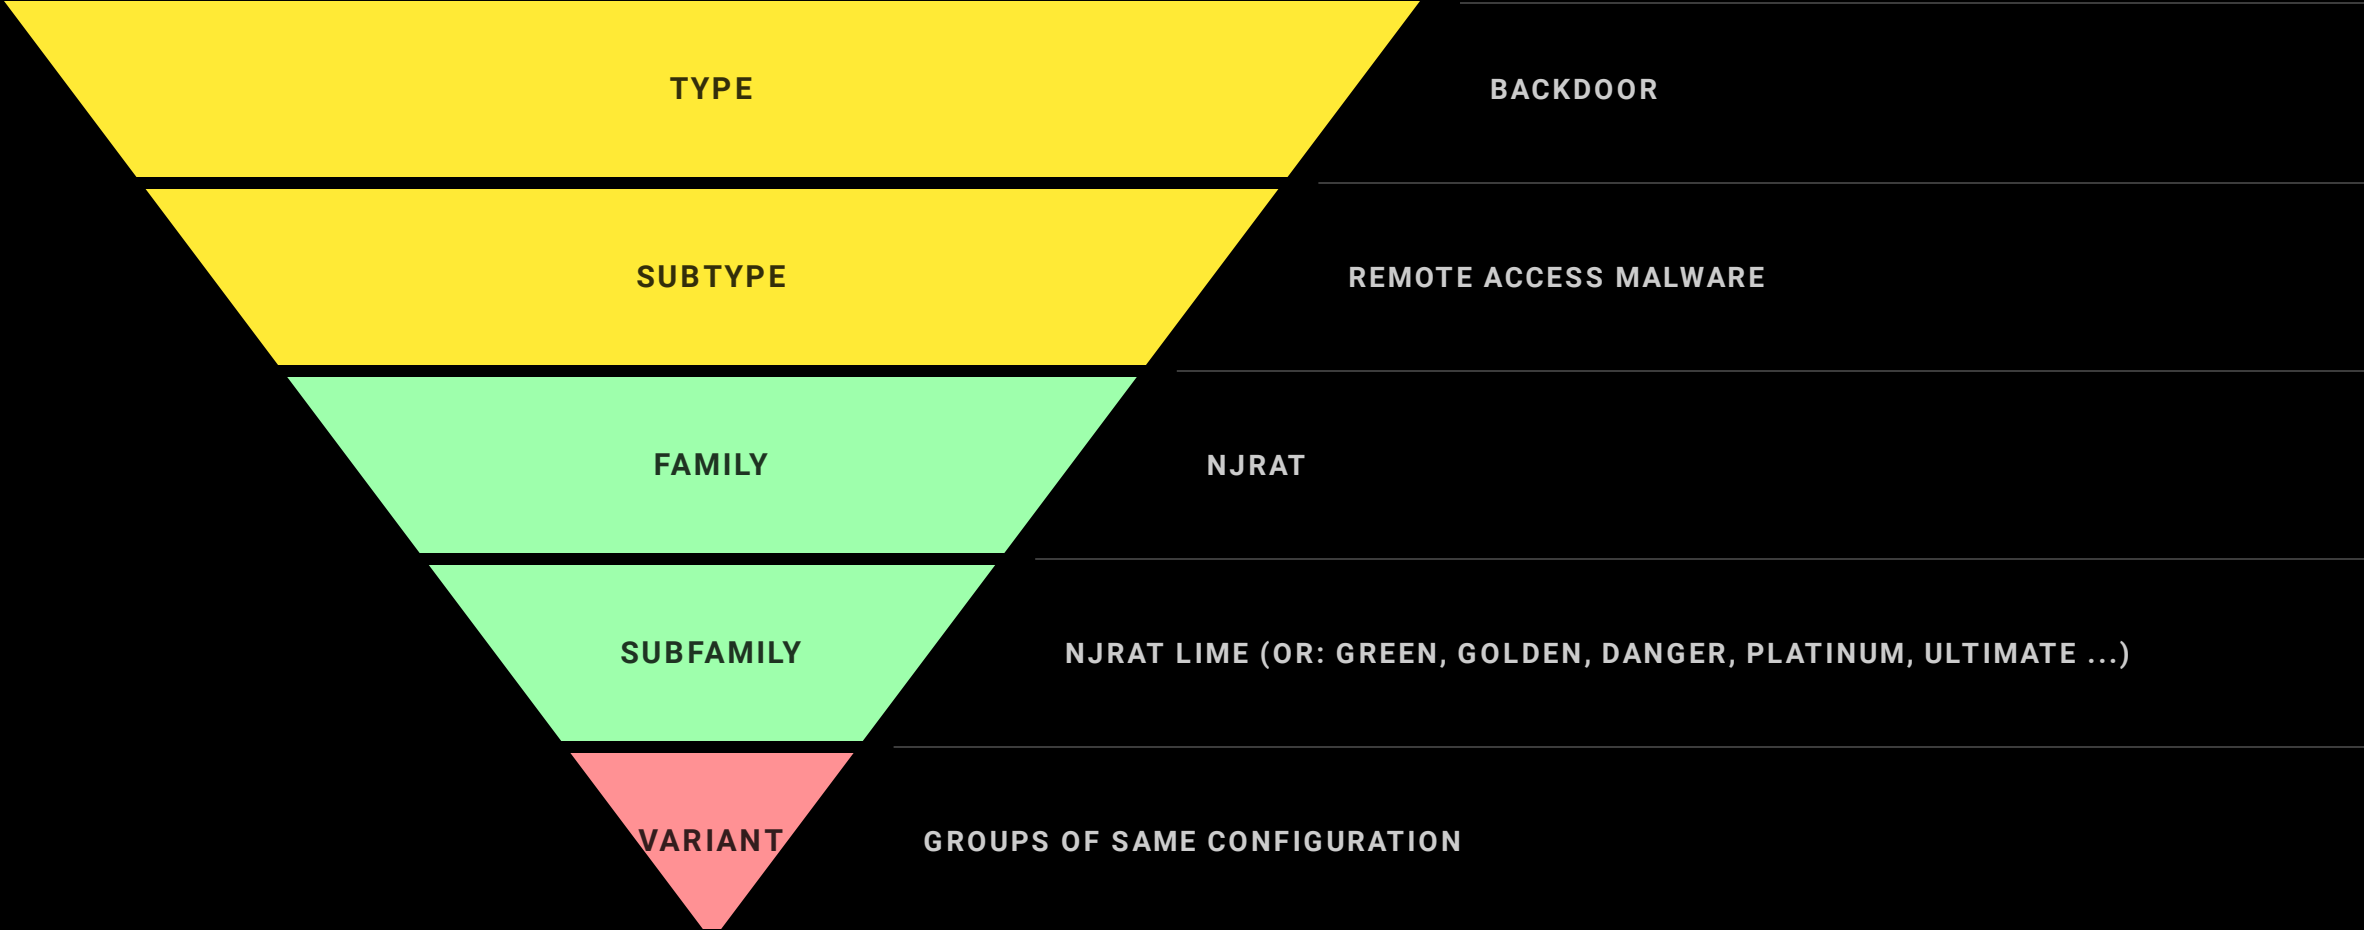 TYPE
BACKDOOR
SUBTYPE
REMOTE ACCESS MALWARE
FAMILY
NJRAT
SUBFAMILY
NJRAT LIME (OR: GREEN, GOLDEN, DANGER, PLATINUM, ULTIMATE ...)
VARIANT
GROUPS OF SAME CONFIGURATION